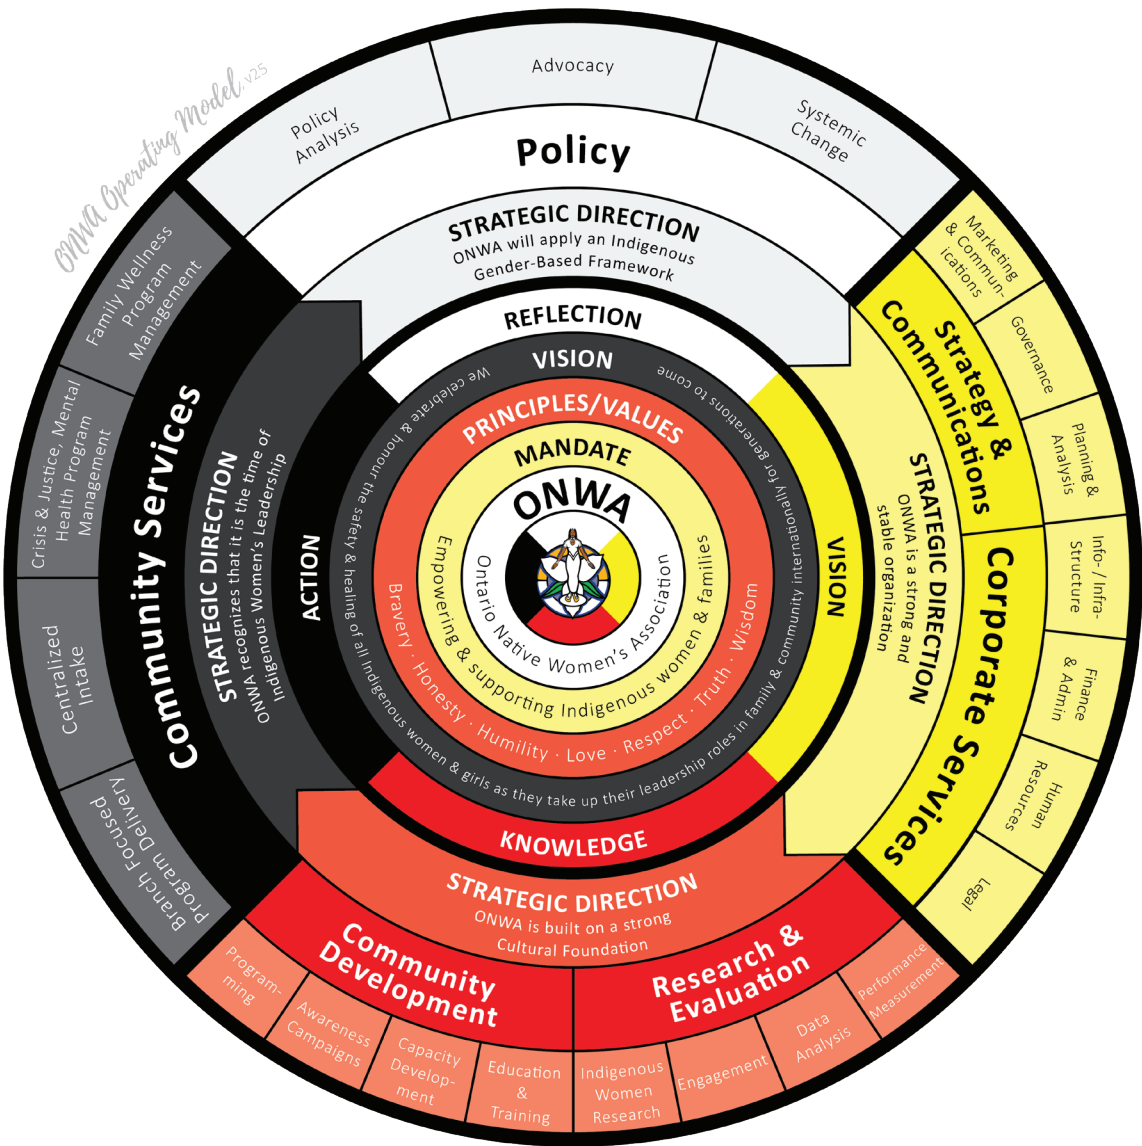 ONWA Operating Model. v25
Policy
Analysis
Advocacy
Systemic
Change
Policy
STRATEGIC DIRECTION
ONWA will apply an Indigenous
Gender-Based Framework
REFLECTION
Marketing
& Commun-
ications
Governance
Planning &
Analysis
Info- / Infra-
Structure
Finance
& Admin
Human
Resources
Legal
Strategy &
Communications
Corporate Services
STRATEGIC DIRECTION
ONWA is a strong and
stable organization
VISION
Performance
Measurement
Data
Analysis
Engagement
Indigenous
Women
Research
Research &
Evaluation
Education
&
Training
Capacity
Develop-
ment
Awareness
Campaigns
Program-
ming
Community
Development
STRATEGIC DIRECTION
ONWA is built on a strong
Cultural Foundation
KNOWLEDGE
Branch Focused
Program Delivery
Centralized
Intake
Crisis & Justice, Mental
Health Program
Management
Family Wellness
Program
Management
Community Services
STRATEGIC DIRECTION
ONWA recognizes that it is the time of
Indigenous Women's Leadership
ACTION
VISION
We celebrate & honour the safety & healing of all Indigenous women & girls as they take up their leadership roles in family & community internationally for generations to come
PRINCIPLES/VALUES
Bravery · Honesty · Humility · Love · Respect · Truth · Wisdom
MANDATE
Empowering & supporting Indigenous women & families
ONWA
Ontario Native Women's Association